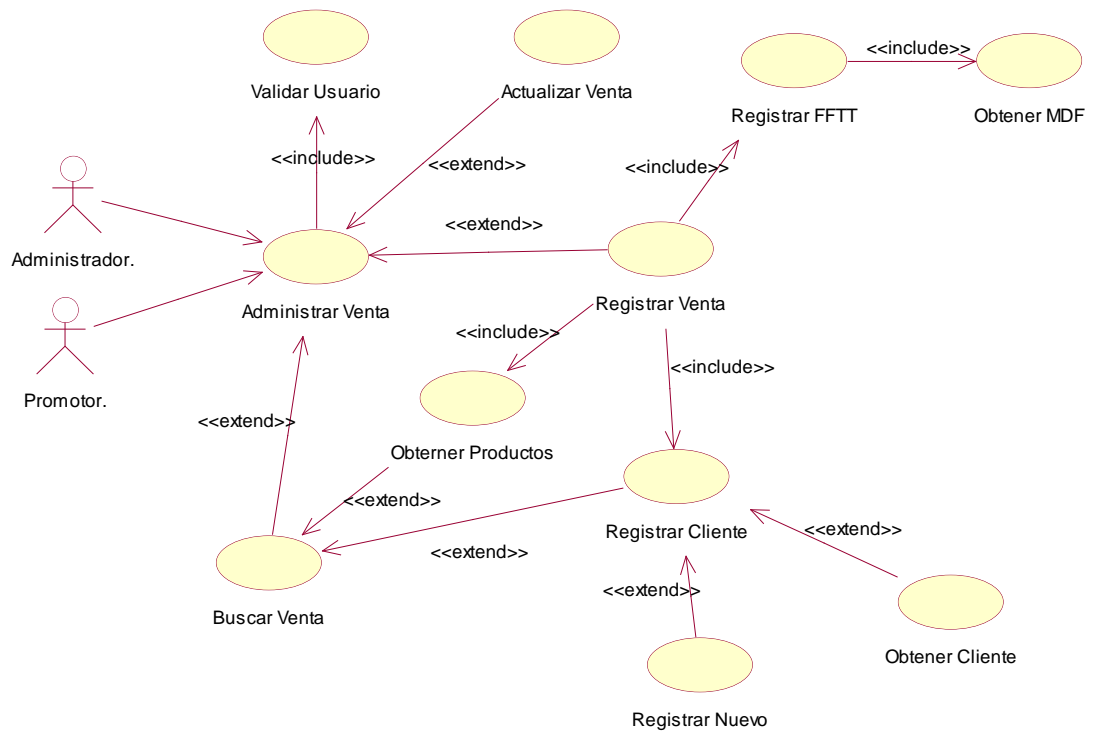 <<include>>
Validar Usuario
Actualizar Venta
Registrar FFTT
Obtener MDF
<<include>>
<<extend>>
<<include>>
<<extend>>
Administrador.
Administrar Venta
Registrar Venta
<<include>>
<<include>>
Promotor.
<<extend>>
Obterner Productos
<<extend>>
<<extend>>
Registrar Cliente
<<extend>>
<<extend>>
Buscar Venta
Obtener Cliente
Registrar Nuevo